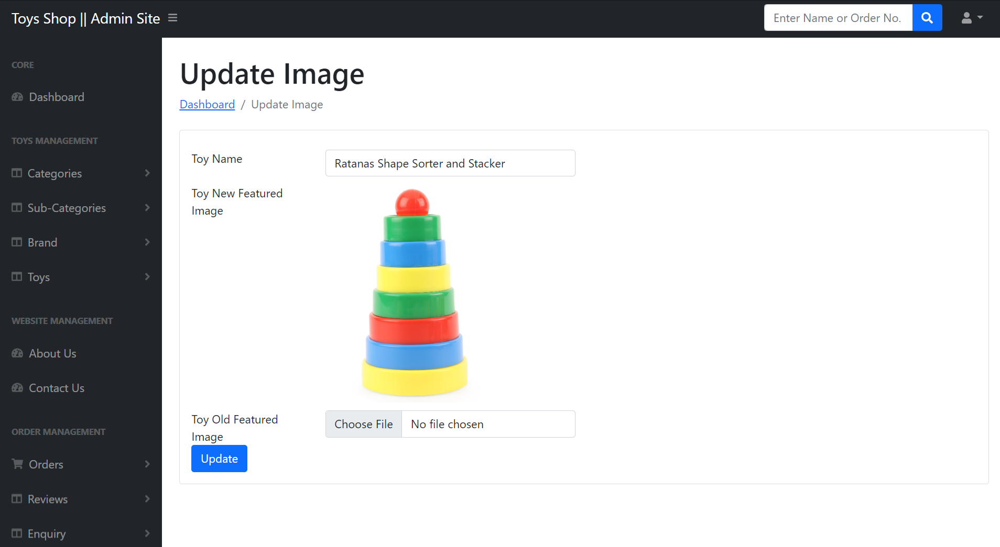 Toys Shop || Admin Site
Enter Name or Order No.
CORE
Dashboard
TOYS MANAGEMENT
Categories
Sub-Categories
Brand
Toys
WEBSITE MANAGEMENT
About Us
Contact Us
ORDER MANAGEMENT
Orders
Reviews
Enquiry
Update Image
Dashboard / Update Image
Toy Name
Ratanas Shape Sorter and Stacker
Toy New Featured
Image
Toy Old Featured
Image
Choose File No file chosen
Update